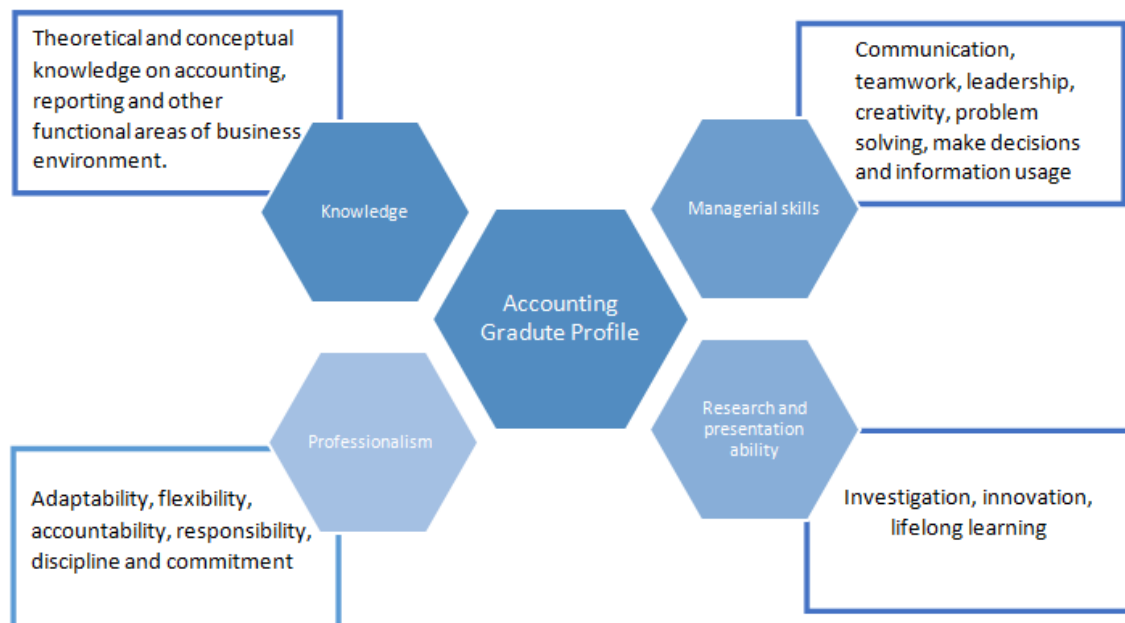 Theoretical and conceptual
knowledge on accounting,
reporting and other
functional areas of business
environment.
Knowledge
Communication,
teamwork, leadership,
creativity, problem
solving, make decisions
and information usage
Managerial skills
Accounting
Gradute Profile
Professionalism
Adaptability, flexibility,
accountability, responsibility,
discipline and commitment
Research and
presentation
ability
Investigation, innovation,
lifelong learning